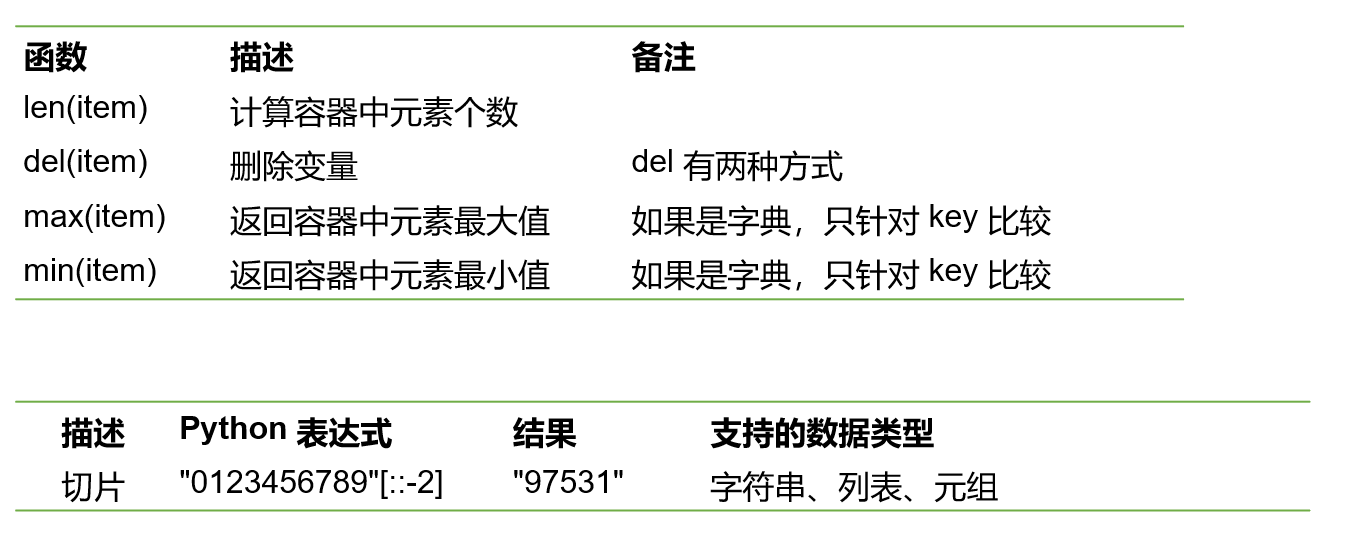 函数 描述 备注
len(item) 计算容器中元素个数
del(item) 删除变量 del 有两种方式
max(item) 返回容器中元素最大值 如果是字典，只针对 key 比较
min(item) 返回容器中元素最小值 如果是字典，只针对 key 比较
描述 Python 表达式 结果 支持的数据类型
切片 "0123456789"[::-2] "97531" 字符串、列表、元组